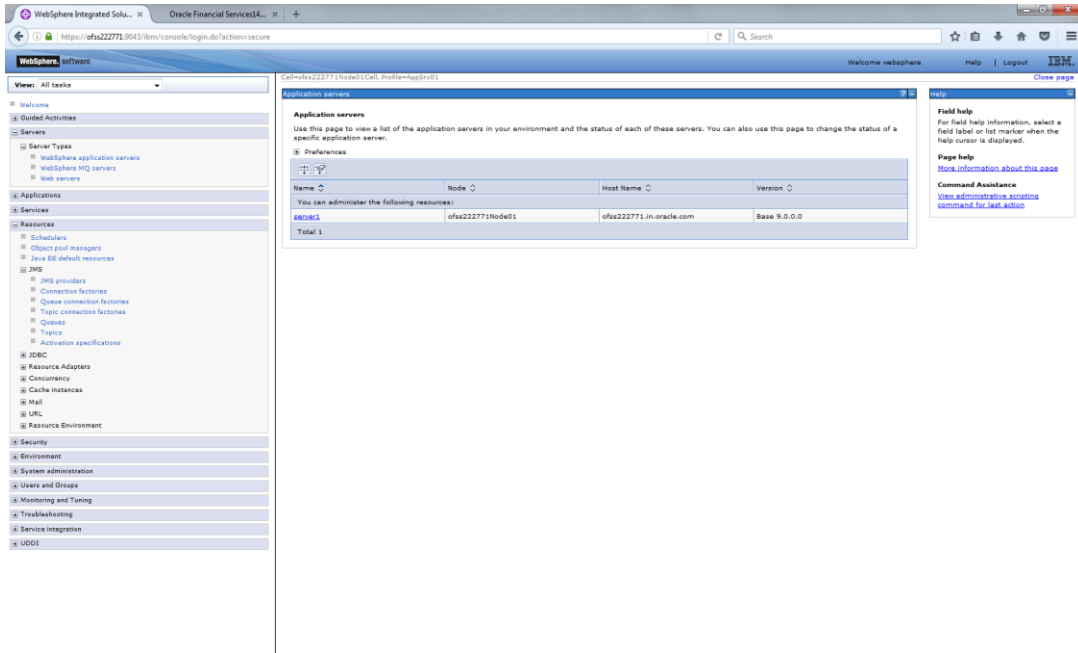 WebSphere Integrated Solu... ×
Oracle Financial Services14... ×
+
https://ofss222771:9043/ibm/console/login.do?action=secure
Search
WebSphere. software
Welcome websphere
Help | Logout
IBM.
View: All tasks
Cell=ofss222771Node01Cell, Profile=AppSrv01
Close page
Welcome
Guided Activities
Servers
Server Types
WebSphere application servers
WebSphere MQ servers
Web servers
Applications
Services
Resources
Schedulers
Object pool managers
Java EE default resources
JMS
JMS providers
Connection factories
Queue connection factories
Topic connection factories
Queues
Topics
Activation specifications
JDBC
Resource Adapters
Concurrency
Cache instances
Mail
URL
Resource Environment
Security
Environment
System administration
Users and Groups
Monitoring and Tuning
Troubleshooting
Service integration
UDDI
Application servers
? -
Application servers
Use this page to view a list of the application servers in your environment and the status of each of these servers. You can also use this page to change the status of a
specific application server.
Preferences
Name
Node
Host Name
Version
You can administer the following resources:
server1
ofss222771Node01
ofss222771.in.oracle.com
Base 9.0.0.0
Total 1
Help
Field help
For field help information, select a
field label or list marker when the
help cursor is displayed.
Page help
More information about this page
Command Assistance
View administrative scripting
command for last action